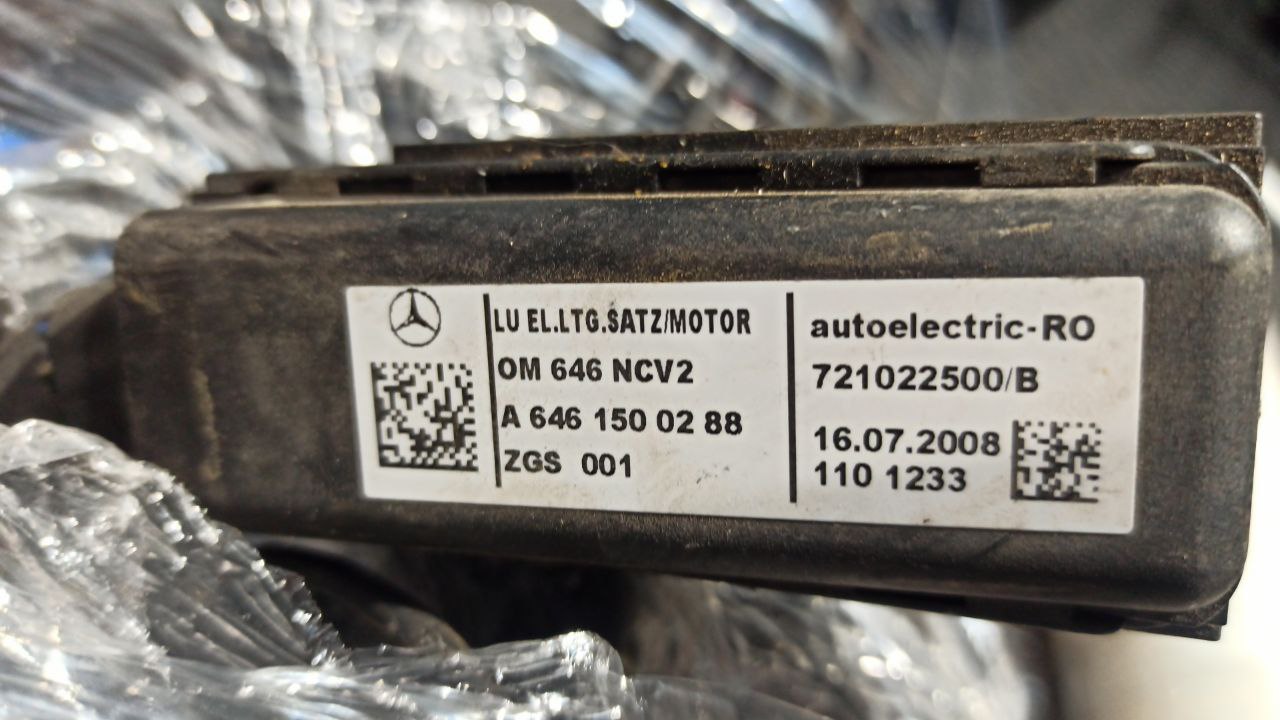 LU EL.LTG.SATZ/MOTOR
OM 646 NCV2
A 646 150 02 88
ZGS 001
autoelectric-RO
721022500/B
16.07.2008
110 1233